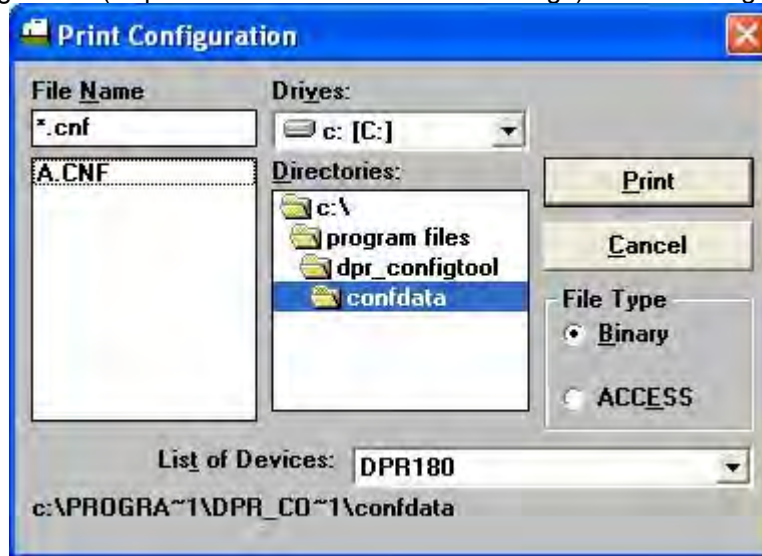 Print Configuration
File Name
Drives:
*.cnf
c: [C:]
A.CNF
Directories:
c:\
program files
dpr_configtool
confdata
Print
Cancel
File Type
Binary
ACCESS
List of Devices:
DPR180
c:\PROGRA~1\DPR_CO~1\confdata